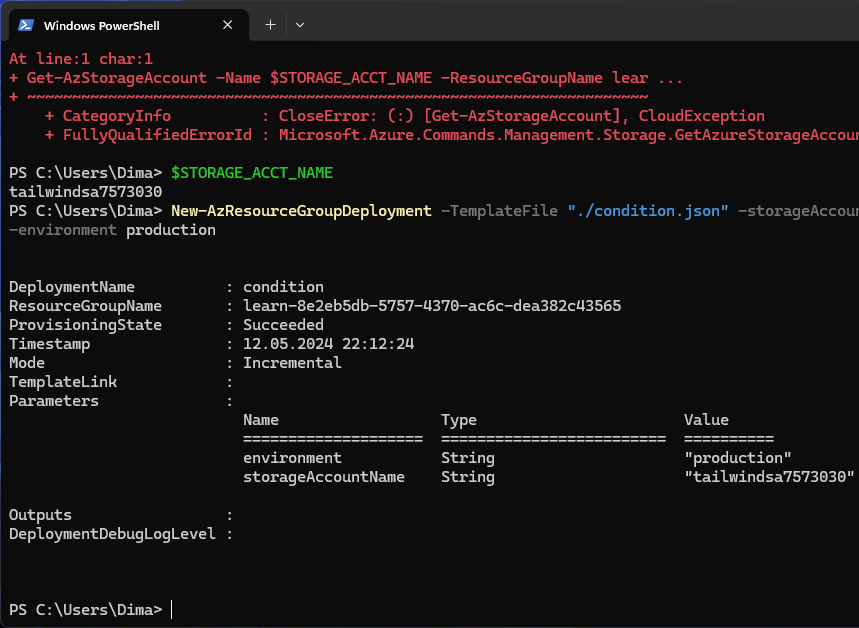 Windows PowerShell
At line:1 char:1
+ Get-AzStorageAccount -Name $STORAGE_ACCT_NAME -ResourceGroupName lear ...
+ ~~~~~~~~~~~~~~~~~~~~~~~~~~~~~~~~~~~~~~~~~~~~~~~~~~~~~~~~~~~~~~~~~~~~~
+ CategoryInfo : CloseError: (:) [Get-AzStorageAccount], CloudException
+ FullyQualifiedErrorId : Microsoft.Azure.Commands.Management.Storage.GetAzureStorageAccoun
PS C:\Users\Dima> $STORAGE_ACCT_NAME
tailwindsa7573030
PS C:\Users\Dima> New-AzResourceGroupDeployment -TemplateFile "./condition.json" -storageAccoun
-environment production
DeploymentName : condition
ResourceGroupName : learn-8e2eb5db-5757-4370-ac6c-dea382c43565
ProvisioningState : Succeeded
Timestamp : 12.05.2024 22:12:24
Mode : Incremental
TemplateLink :
Parameters :
Name Type Value
==================== ========================= ==========
environment String "production"
storageAccountName String "tailwindsa7573030"
Outputs :
DeploymentDebugLogLevel :
PS C:\Users\Dima>